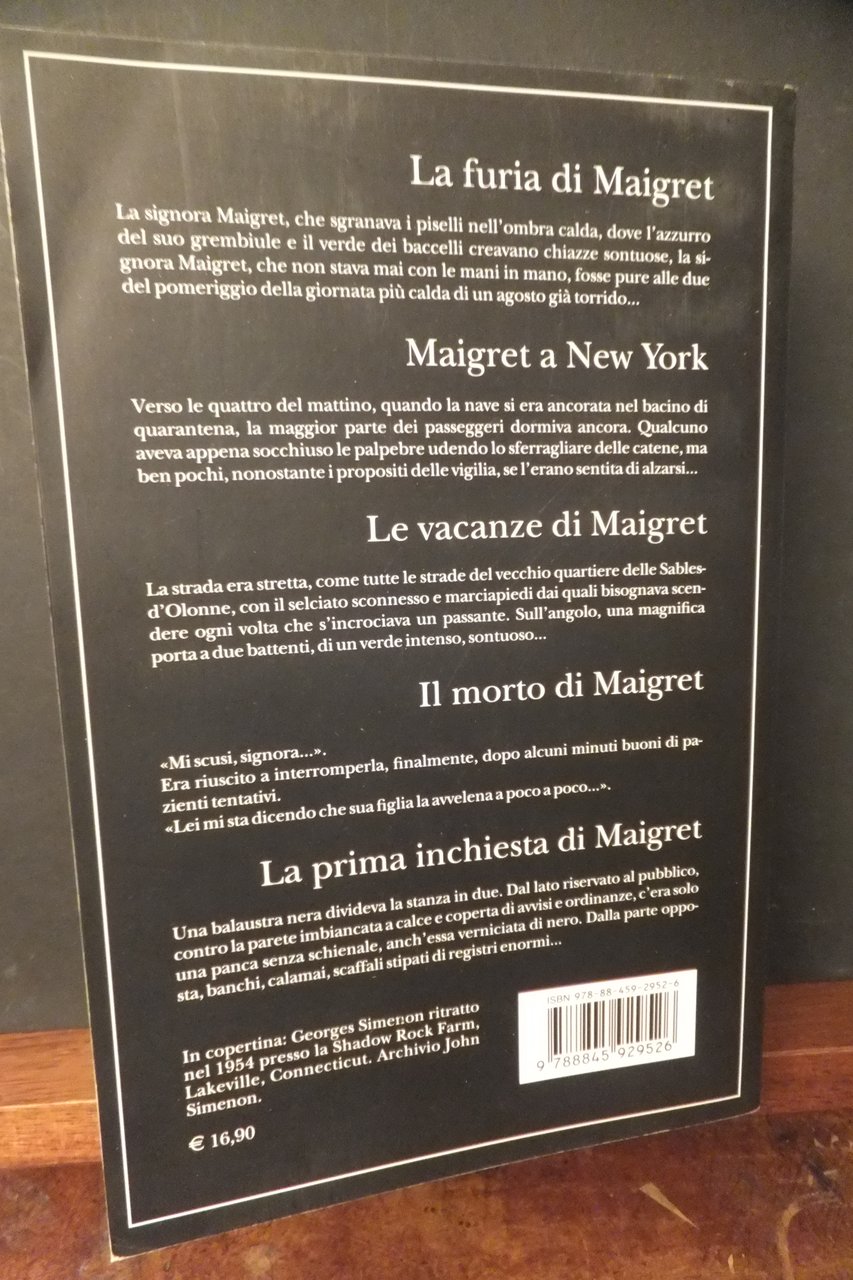 La furia di Maigret
La signora Maigret, che sgranava i piselli nell'ombra calda, dove l'azzurro
del suo grembiule e il verde dei baccelli creavano chiazze sontuose, la si-
gnora Maigret, che non stava mai con le mani in mano, fosse pure alle due
del pomeriggio della giornata più calda di un agosto già torrido...
Maigret a New York
Verso le quattro del mattino, quando la nave si era ancorata nel bacino di
quarantena, la maggior parte dei passeggeri dormiva ancora. Qualcuno
aveva appena socchiuso le palpebre udendo lo sferragliare delle catene, ma
ben pochi, nonostante i propositi delle vigilia, se l'erano sentita di alzarsi...
Le vacanze di Maigret
La strada era stretta, come tutte le strade del vecchio quartiere delle Sables-
d'Olonne, con il selciato sconnesso e marciapiedi dai quali bisognava scen-
dere ogni volta che s'incrociava un passante. Sull'angolo, una magnifica
porta a due battenti, di un verde intenso, sontuoso...
Il morto di Maigret
«Mi scusi, signora...».
Era riuscito a interromperla, finalmente, dopo alcuni minuti buoni di pa-
zienti tentativi.
«Lei mi sta dicendo che sua figlia la avvelena a poco a poco...».
La prima inchiesta di Maigret
Una balaustra nera divideva la stanza in due. Dal lato riservato al pubblico,
contro la parete imbiancata a calce e coperta di avvisi e ordinanze, c'era solo
una panca senza schienale, anch'essa verniciata di nero. Dalla parte oppo-
sta, banchi, calamai, scaffali stipati di registri enormi...
In copertina: Georges Simenon ritratto
nel 1954 presso la Shadow Rock Farm,
Lakeville, Connecticut. Archivio John
Simenon.
€ 16,90
ISBN 978-88-459-2952-6
9 788845 929526